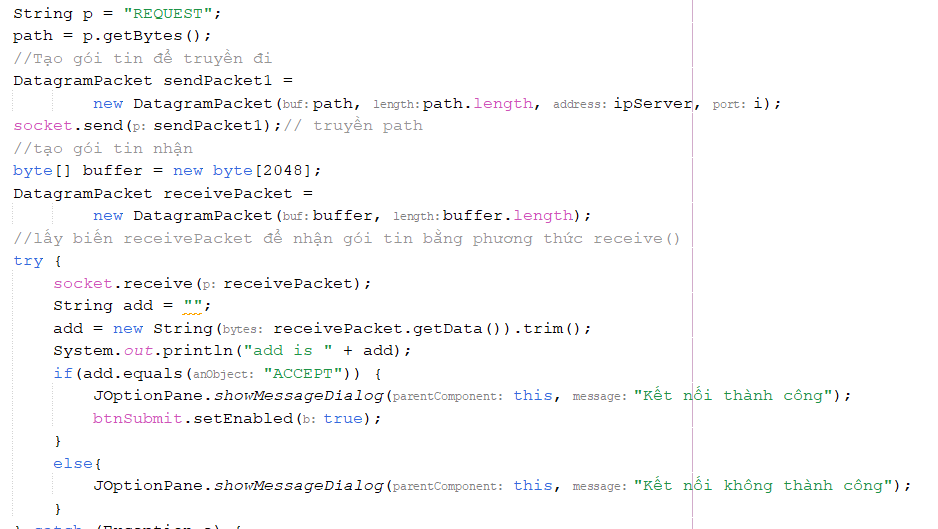 String p = "REQUEST";
path = p.getBytes();
//Tạo gói tin để truyền đi
DatagramPacket sendPacket1 =
new DatagramPacket(buf: path, length: path.length, address: ipServer, port: i);
socket.send(p: sendPacket1);// truyền path
//tạo gói tin nhận
byte[] buffer = new byte[2048];
DatagramPacket receivePacket =
new DatagramPacket(buf: buffer, length: buffer.length);
//lấy biến receivePacket để nhận gói tin bằng phương thức receive()
try {
socket.receive(p: receivePacket);
String add = "";
add = new String(bytes: receivePacket.getData()).trim();
System.out.println("add is " + add);
if(add.equals(anObject: "ACCEPT")) {
JOptionPane.showMessageDialog(parentComponent: this, message: "Kết nối thành công");
btnSubmit.setEnabled(b: true);
}
else{
JOptionPane.showMessageDialog(parentComponent: this, message: "Kết nối không thành công");
}